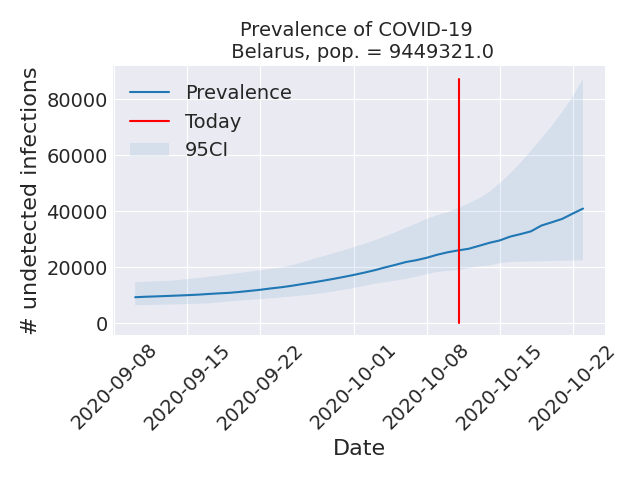 Prevalence of COVID-19
Belarus, pop. = 9449321.0
# undetected infections
80000
60000
40000
20000
0
Prevalence
Today
95CI
2020-09-08
2020-09-15
2020-09-22
2020-10-01
2020-10-08
2020-10-15
2020-10-22
Date